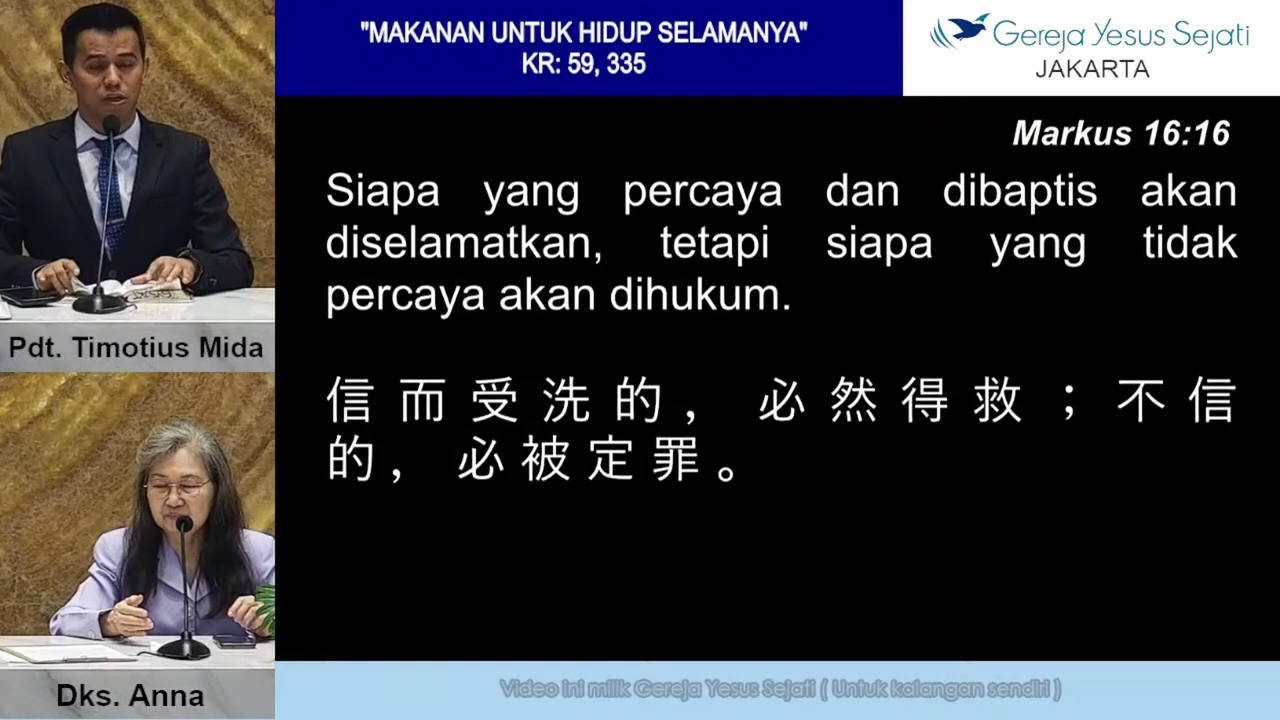 "MAKANAN UNTUK HIDUP SELAMANYA"
KR: 59, 335
Gereja Yesus Sejati
JAKARTA
Markus 16:16
Siapa yang percaya dan dibaptis akan
diselamatkan, tetapi siapa yang tidak
percaya akan dihukum.
信而受洗的，必然得救；不信
的，必被定罪。
Pdt. Timotius Mida
Dks. Anna
Video ini milik Gereja Yesus Sejati ( Untuk kalangan sendiri )